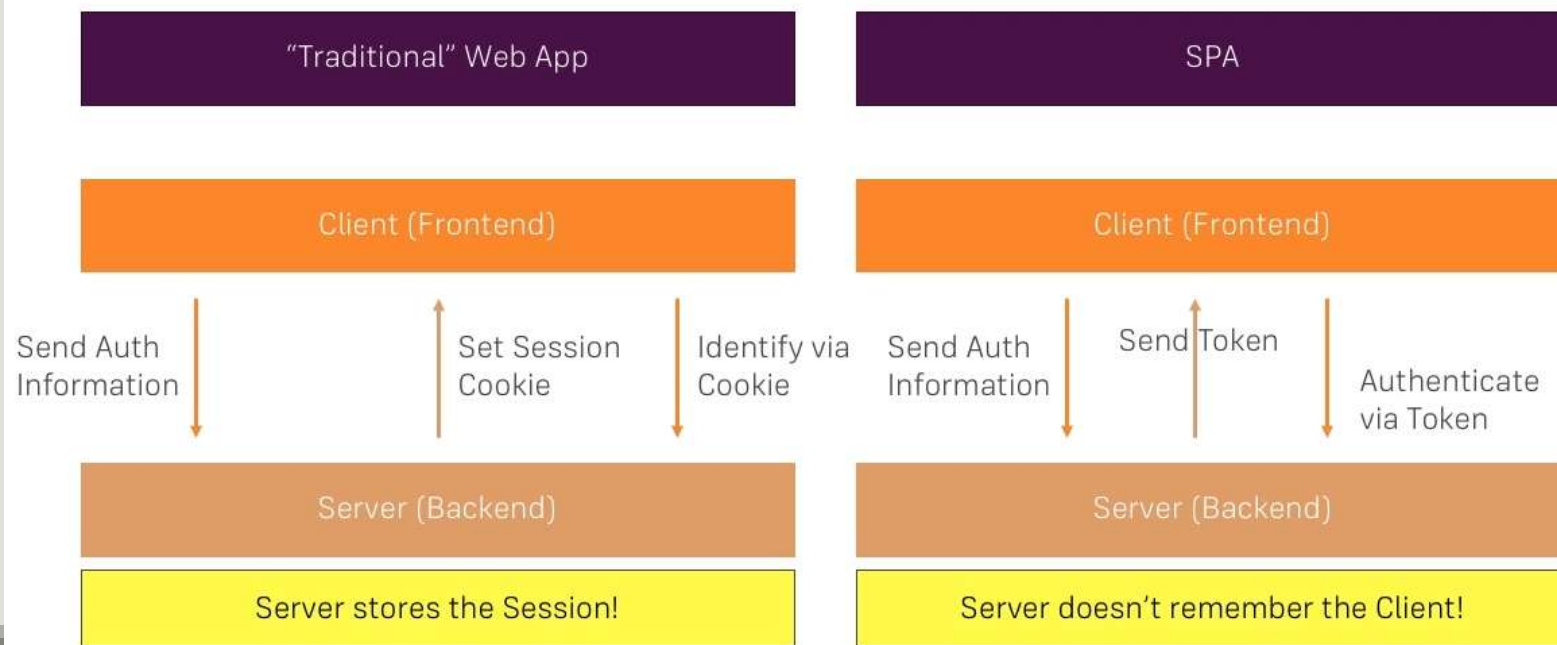 “Traditional” Web App
SPA
Client (Frontend)
Client (Frontend)
Send Auth
Information
Set Session
Cookie
Identify via
Cookie
Send Auth
Information
Send Token
Authenticate
via Token
Server (Backend)
Server (Backend)
Server stores the Session!
Server doesn’t remember the Client!